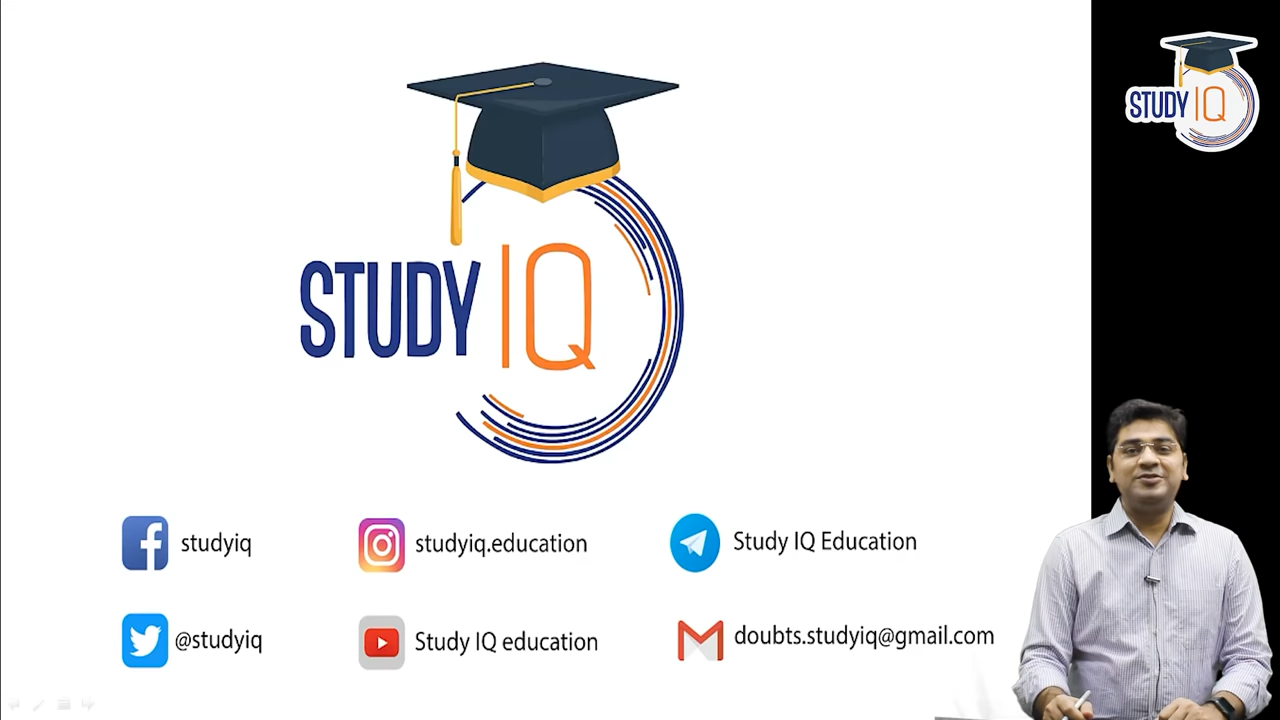 STUDY IQ
STUDY IQ
studyiq
studyiq.education
Study IQ Education
@studyiq
Study IQ education
doubts.studyiq@gmail.com